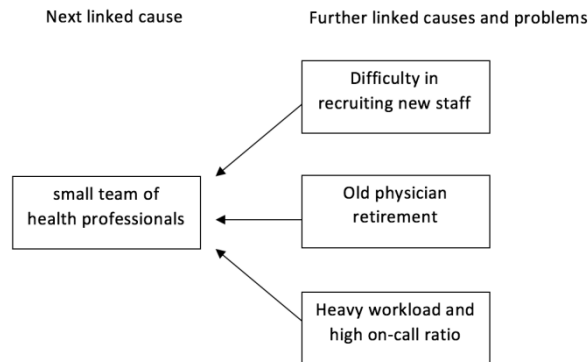 Next linked cause
Further linked causes and problems
Difficulty in
recruiting new staff
small team of
health professionals
Old physician
retirement
Heavy workload and
high on-call ratio